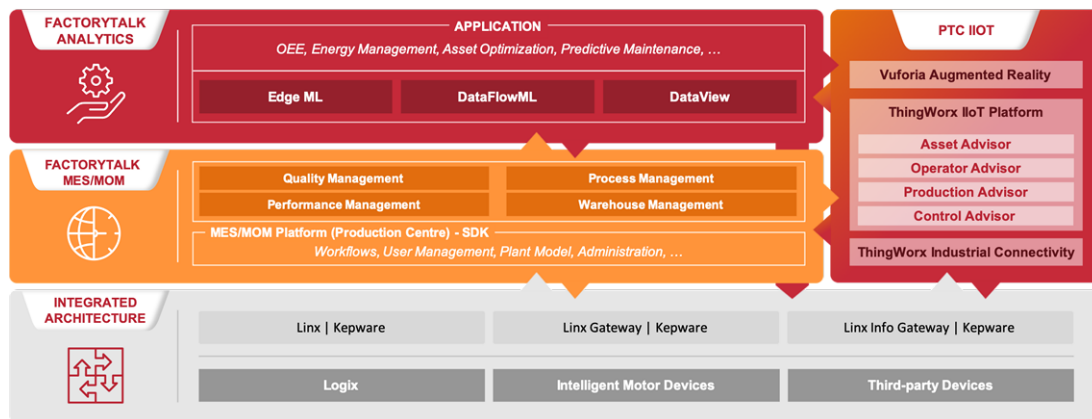 FACTORYTALK
ANALYTICS
APPLICATION
OEE, Energy Management, Asset Optimization, Predictive Maintenance, ...
Edge ML
DataFlowML
DataView
FACTORYTALK
MES/MOM
Quality Management
Process Management
Performance Management
Warehouse Management
MES/MOM Platform (Production Centre) - SDK
Workflows, User Management, Plant Model, Administration, ...
PTC IIOT
Vuforia Augmented Reality
ThingWorx IIoT Platform
Asset Advisor
Operator Advisor
Production Advisor
Control Advisor
ThingWorx Industrial Connectivity
INTEGRATED
ARCHITECTURE
Linx | Kepware
Linx Gateway | Kepware
Linx Info Gateway | Kepware
Logix
Intelligent Motor Devices
Third-party Devices